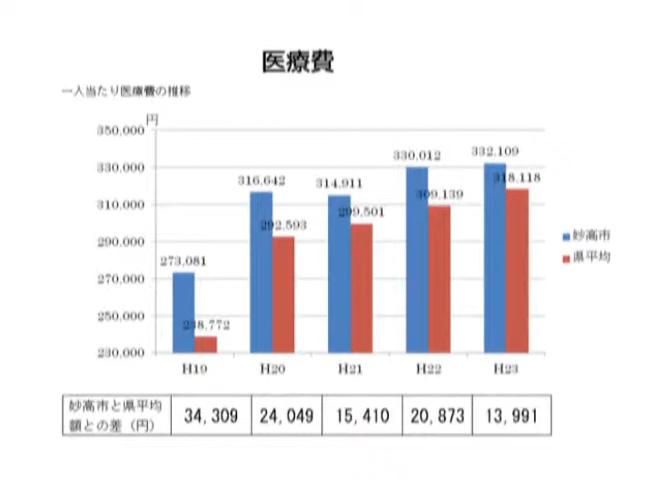 医療費
一人当たり医療費の推移
円
350,000
330,000
310,000
290,000
270,000
250,000
230,000
273,081
238,772
316,642
292,593
314,911
299,501
330,012
309,139
332,109
318,118
H19 H20 H21 H22 H23
妙高市
県平均
妙高市と県平均
額との差（円） 34,309 24,049 15,410 20,873 13,991